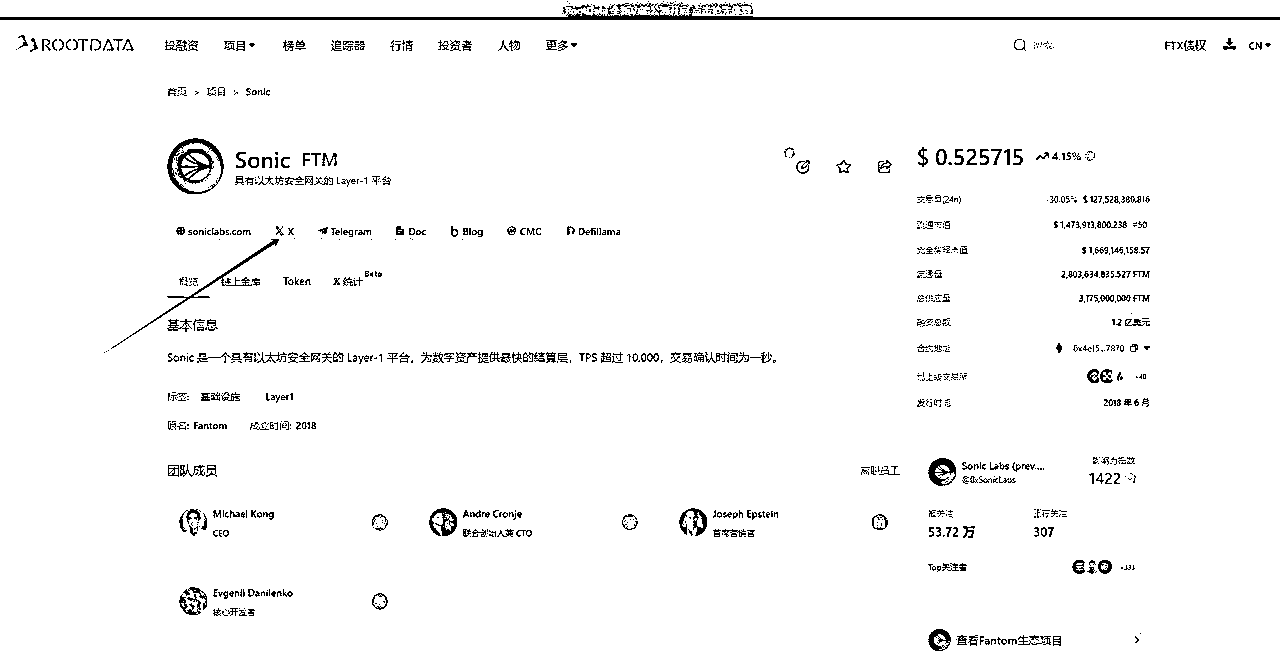 ROOTDATA 投融资 项目 榜单 追踪器 行情 投资者 人物 更多 搜索 FTX债权 CN
首页 > 项目 > Sonic
Sonic FTM
具有以太坊安全网关的 Layer-1 平台
$ 0.525715 4.15%
soniclabs.com X Telegram Doc Blog CMC Defillama
概览 链上金库 Token X 统计 Beta
交易量(24h) -30.05% $ 127,528,380.816
流通市值 $ 1,473,913,800.238 #50
完全稀释市值 $ 1,669,146,158.57
流通量 2,803,634,835.527 FTM
总供应量 3,175,000,000 FTM
融资总额 1.2 亿美元
合约地址 0x4e15...7870
已上线交易所 +40
发行时间 2018 年 6 月
基本信息
Sonic 是一个具有以太坊安全网关的 Layer-1 平台，为数字资产提供最快的结算层，TPS 超过 10,000，交易确认时间为一秒。
标签: 基础设施 Layer1
原名: Fantom 成立时间: 2018
团队成员 离职员工
Michael Kong
CEO
Andre Cronje
联合创始人兼 CTO
Joseph Epstein
首席营销官
Evgenii Danilenko
核心开发者
Sonic Labs (prev....
@0xSonicLabs
影响力指数
1422
被关注
53.72 万
307
Top关注者 +331
查看Fantom生态项目